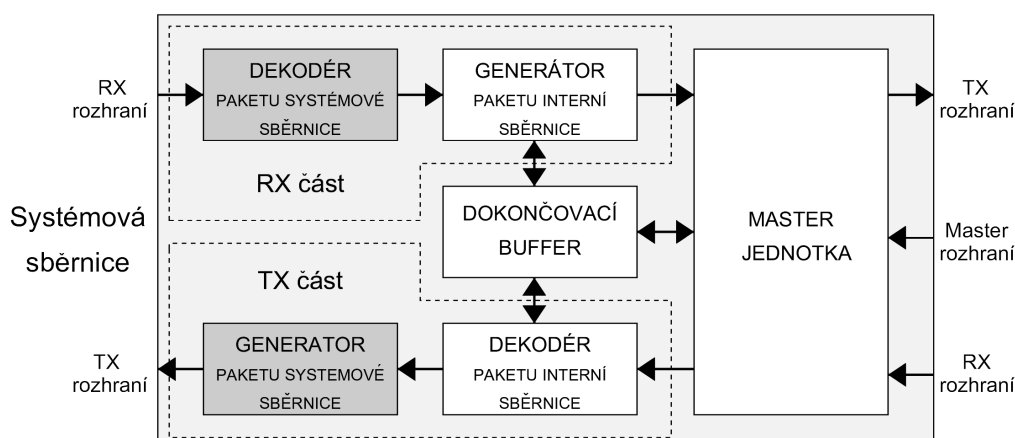 RX
rozhraní
DEKODÉR
PAKETU SYSTÉMOVÉ
SBĚRNICE
GENERÁTOR
PAKETU INTERNÍ
SBĚRNICE
TX
rozhraní
RX část
Systémová
sběrnice
DOKONČOVACÍ
BUFFER
MASTER
JEDNOTKA
Master
rozhraní
TX část
TX
rozhraní
GENERATOR
PAKETU SYSTEMOVÉ
SBĚRNICE
DEKODÉR
PAKETU INTERNÍ
SBĚRNICE
RX
rozhraní